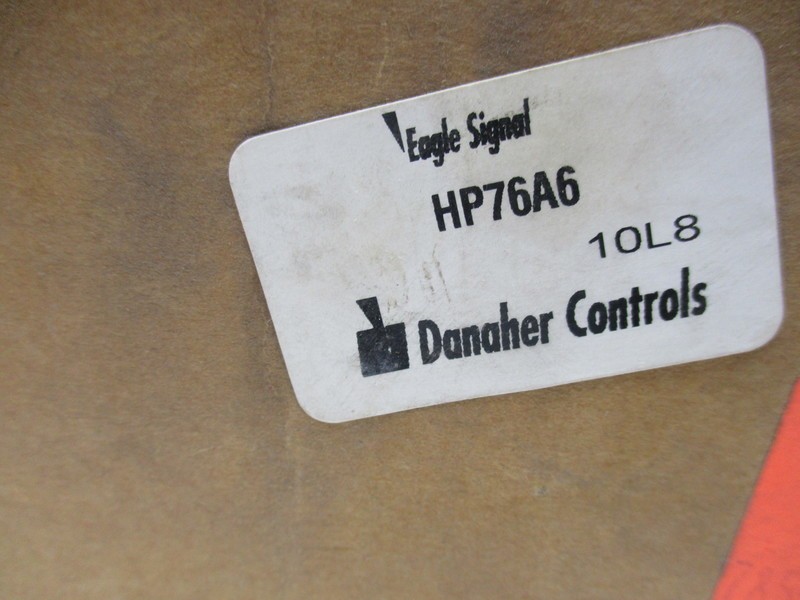 Eagle Signal
HP76A6
10L8
Danaher Controls